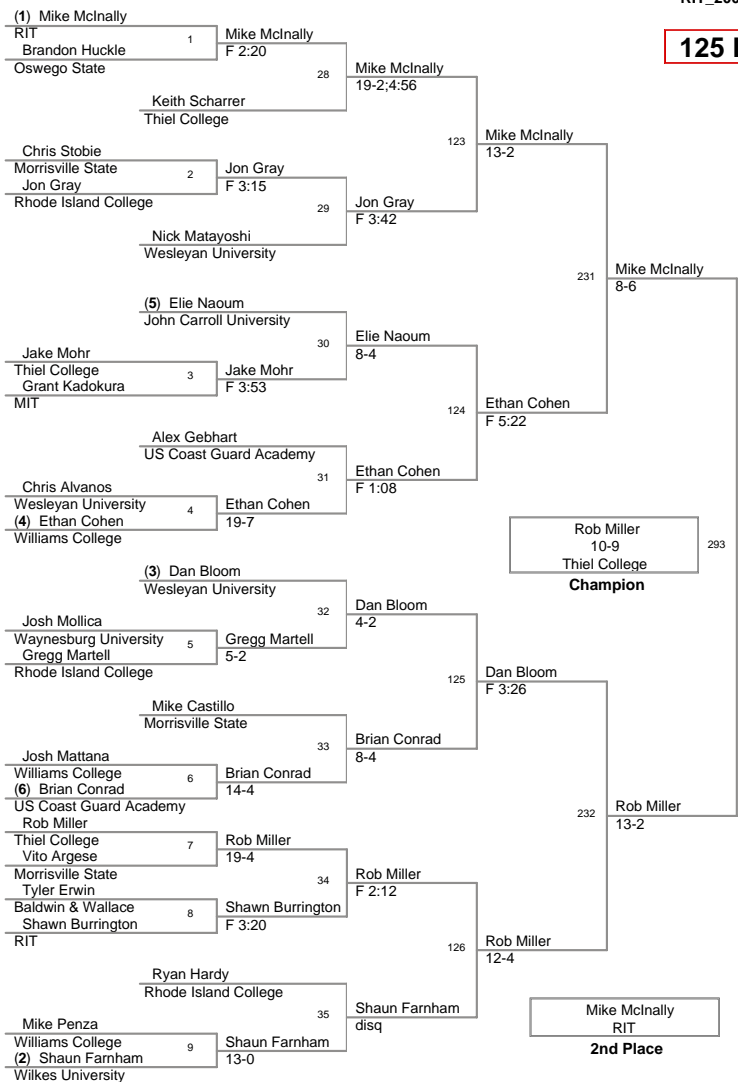 RIT_200
125
(1) Mike McInally
RIT
Brandon Huckle
Oswego State
1
Mike McInally
F 2:20
Keith Scharrer
Thiel College
28
Mike McInally
19-2;4:56
Chris Stobie
Morrisville State
Jon Gray
Rhode Island College
2
Jon Gray
F 3:15
Nick Matayoshi
Wesleyan University
29
Jon Gray
F 3:42
123
Mike McInally
13-2
(5) Elie Naoum
John Carroll University
Jake Mohr
Thiel College
Grant Kadokura
MIT
3
Jake Mohr
F 3:53
30
Elie Naoum
8-4
Alex Gebhart
US Coast Guard Academy
Chris Alvanos
Wesleyan University
(4) Ethan Cohen
Williams College
4
Ethan Cohen
19-7
31
Ethan Cohen
F 1:08
124
Ethan Cohen
F 5:22
231
Mike McInally
8-6
(3) Dan Bloom
Wesleyan University
Josh Mollica
Waynesburg University
Gregg Martell
Rhode Island College
5
Gregg Martell
5-2
32
Dan Bloom
4-2
Mike Castillo
Morrisville State
Josh Mattana
Williams College
(6) Brian Conrad
US Coast Guard Academy
6
Brian Conrad
14-4
33
Brian Conrad
8-4
125
Dan Bloom
F 3:26
Rob Miller
Thiel College
Vito Argese
Morrisville State
7
Rob Miller
19-4
Tyler Erwin
Baldwin & Wallace
Shawn Burrington
RIT
8
Shawn Burrington
F 3:20
34
Rob Miller
F 2:12
Ryan Hardy
Rhode Island College
Mike Penza
Williams College
(2) Shaun Farnham
Wilkes University
9
Shaun Farnham
13-0
35
Shaun Farnham
disq
126
Rob Miller
12-4
232
Rob Miller
13-2
293
Rob Miller
10-9
Thiel College
Champion
Mike McInally
RIT
2nd Place